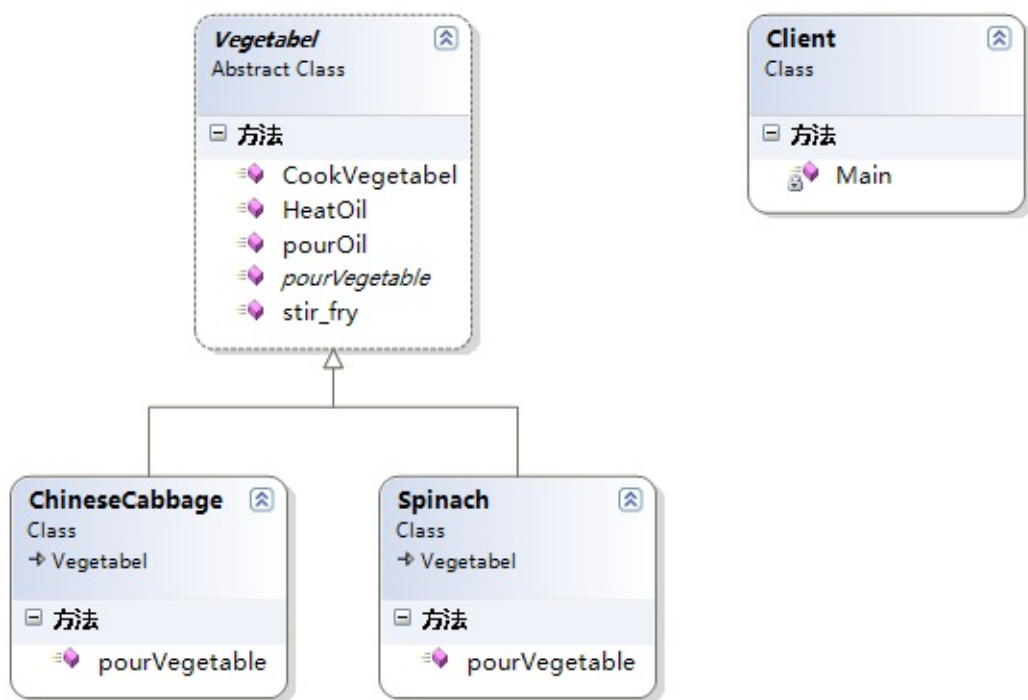 Vegetabel
Abstract Class
方法
CookVegetabel
HeatOil
pourOil
pourVegetable
stir_fry
Client
Class
方法
Main
ChineseCabbage
Class
Vegetabel
方法
pourVegetable
Spinach
Class
Vegetabel
方法
pourVegetable